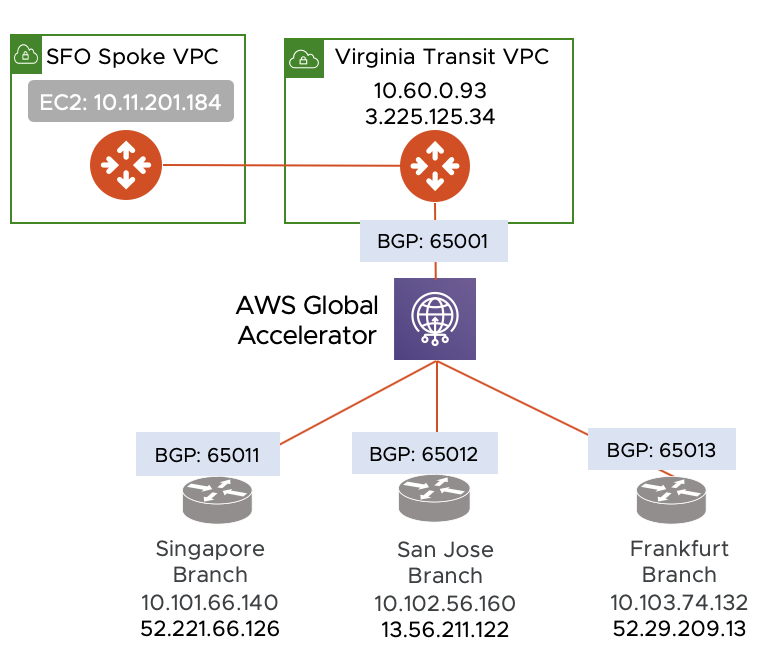 SFO Spoke VPC
EC2: 10.11.201.184
Virginia Transit VPC
10.60.0.93
3.225.125.34
BGP: 65001
AWS Global
Accelerator
BGP: 65011
BGP: 65012
BGP: 65013
Singapore
Branch
10.101.66.140
52.221.66.126
San Jose
Branch
10.102.56.160
13.56.211.122
Frankfurt
Branch
10.103.74.132
52.29.209.13